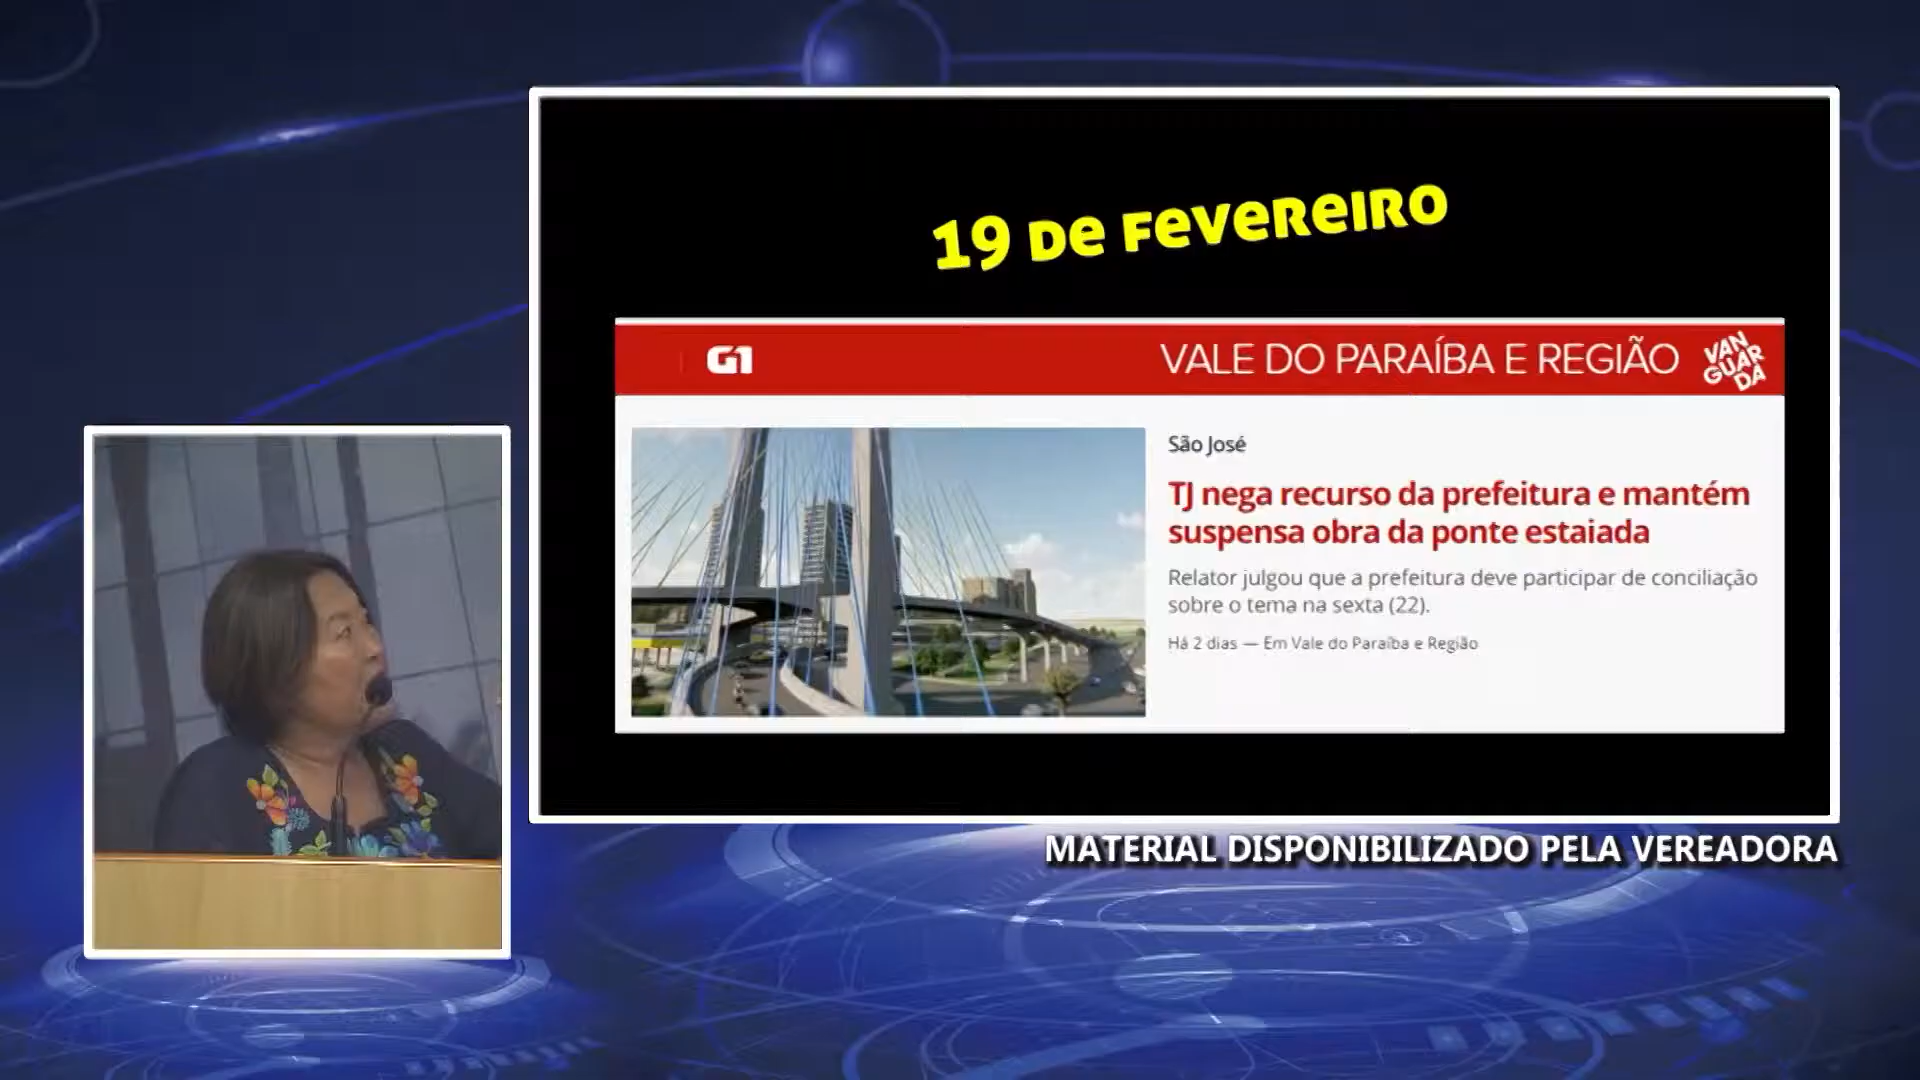 19 DE FEVEREIRO
G1
VALE DO PARAÍBA E REGIÃO
VAN
GUAR
DA
São José
TJ nega recurso da prefeitura e mantém
suspensa obra da ponte estaiada
Relator julgou que a prefeitura deve participar de conciliação
sobre o tema na sexta (22).
Há 2 dias — Em Vale do Paraíba e Região
MATERIAL DISPONIBILIZADO PELA VEREADORA